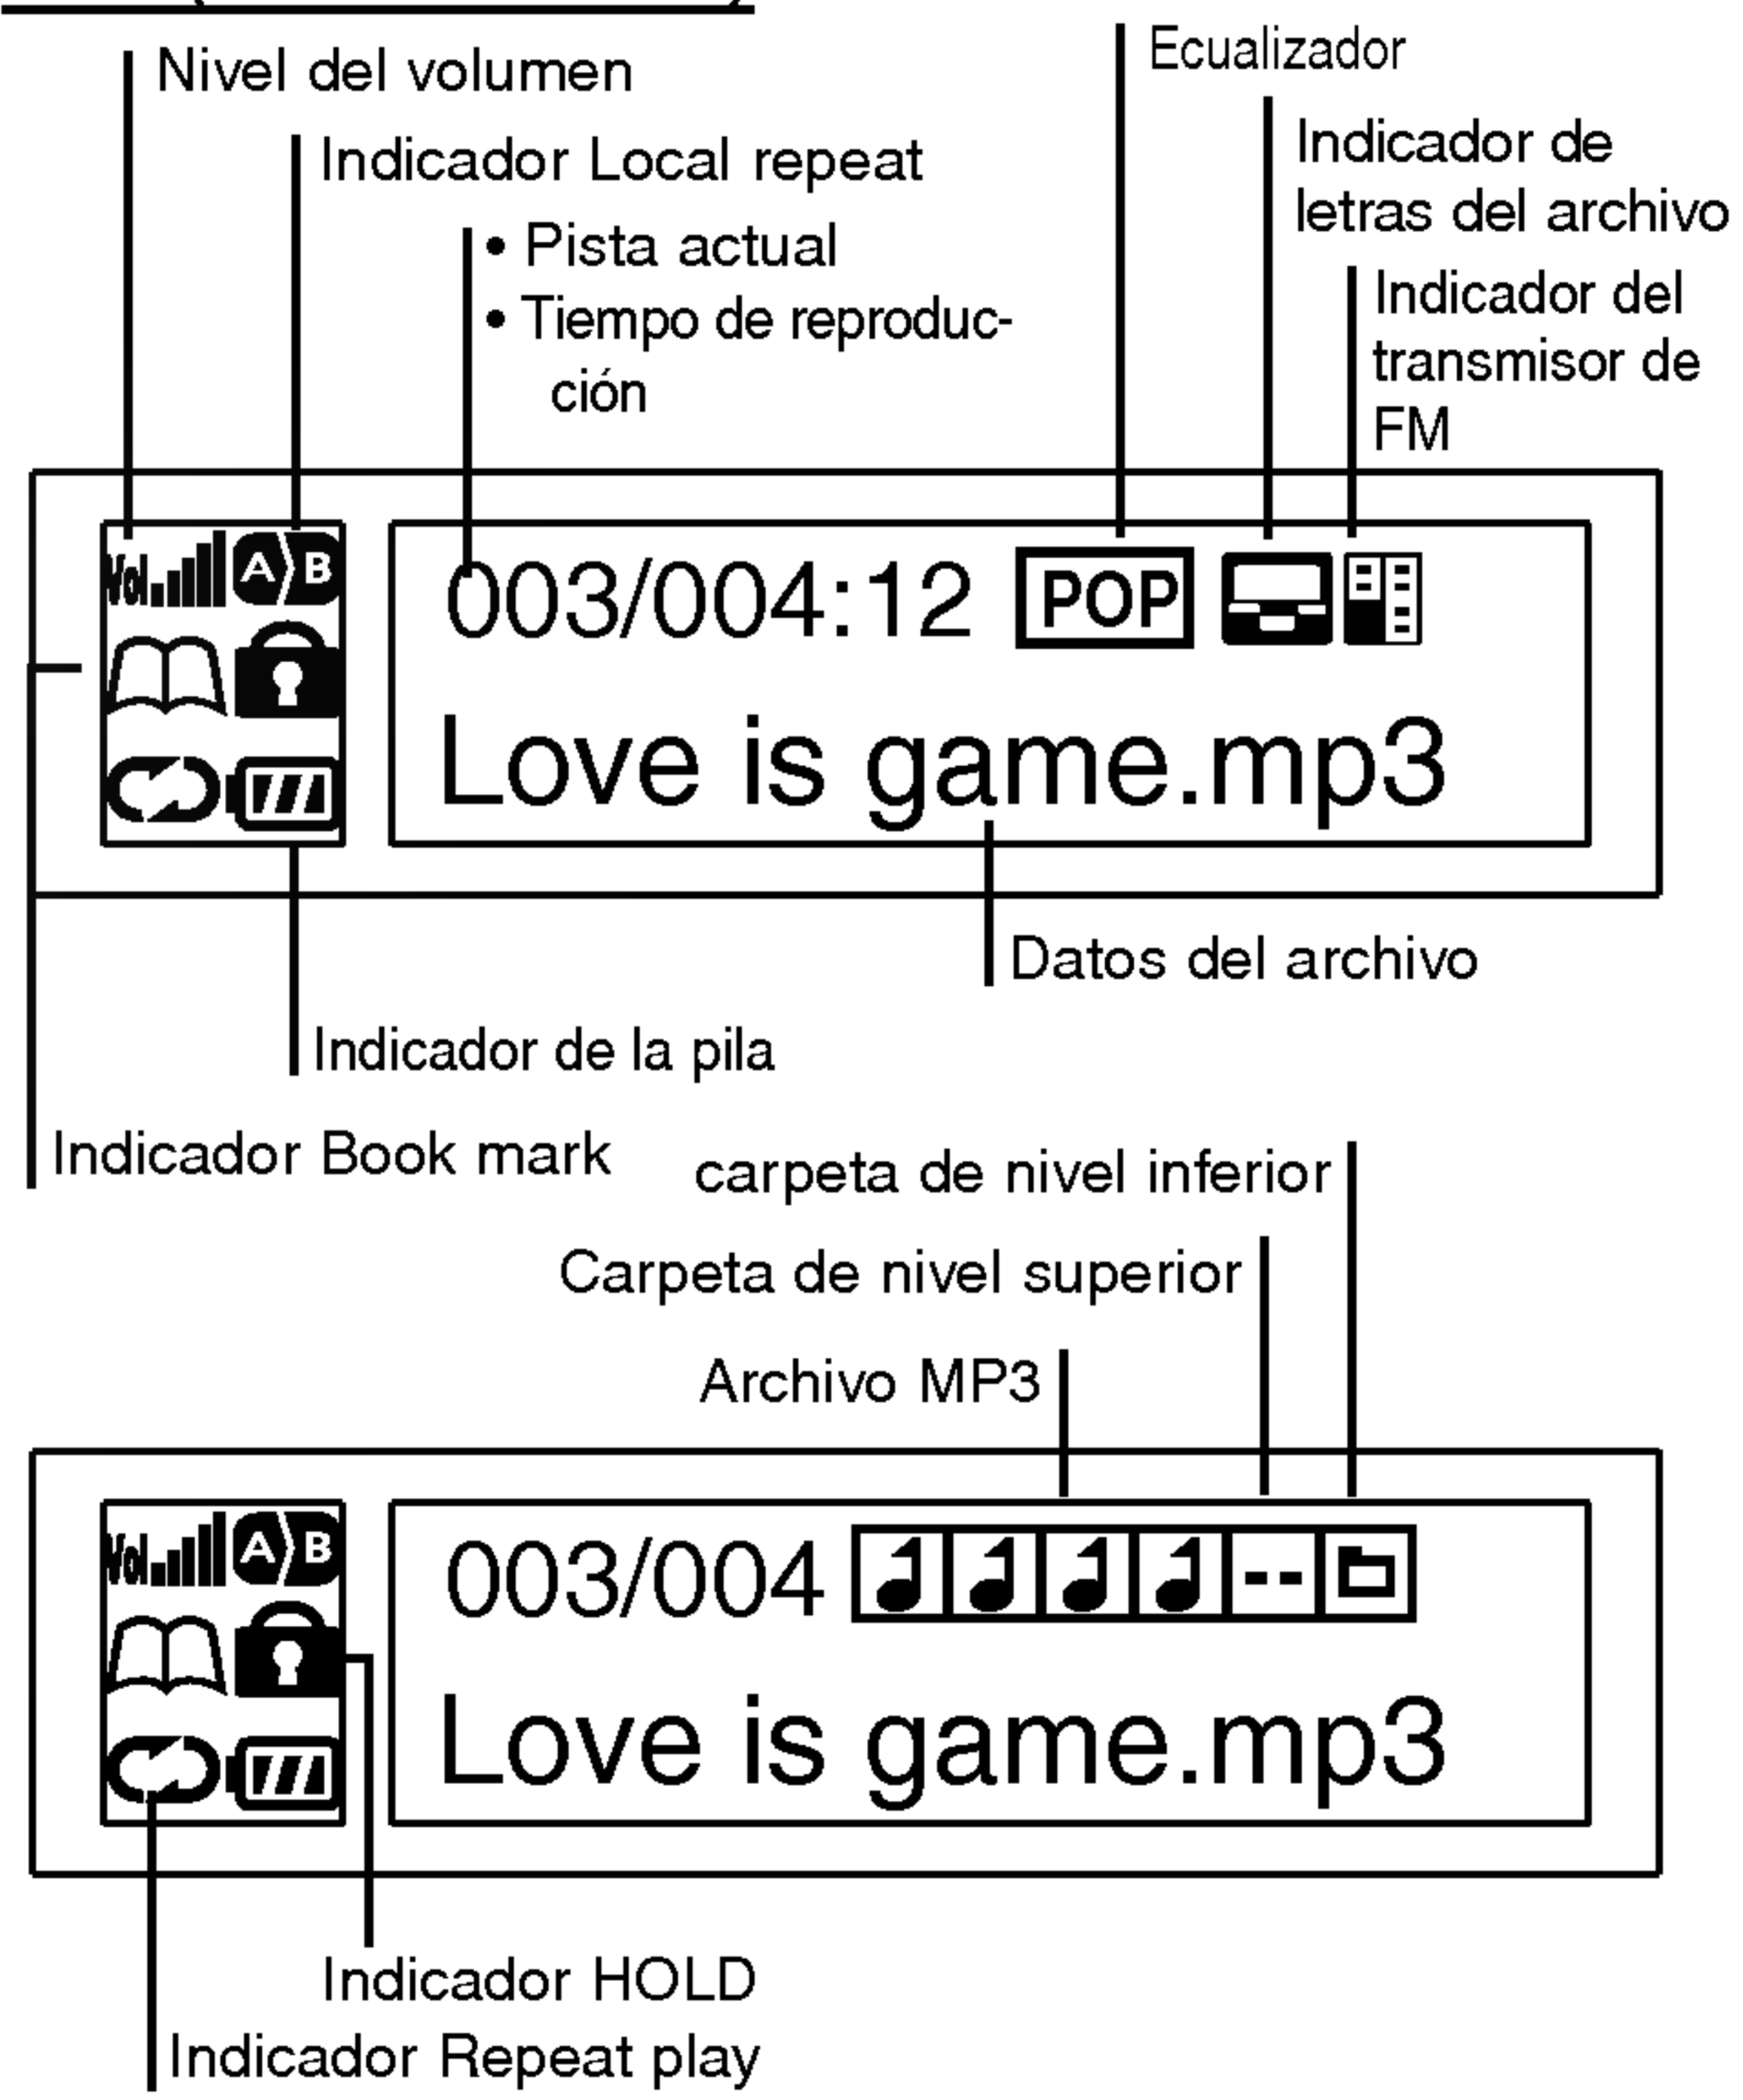 Nivel del volumen
Ecualizador
Indicador Local repeat
Indicador de
letras del archivo
• Pista actual
• Tiempo de reproduc-
ción
Indicador del
transmisor de
FM
Vol A B
003/004:12 POP
Love is game.mp3
Datos del archivo
Indicador de la pila
Indicador Book mark
carpeta de nivel inferior
Carpeta de nivel superior
Archivo MP3
Vol A B
003/004 --
Love is game.mp3
Indicador HOLD
Indicador Repeat play